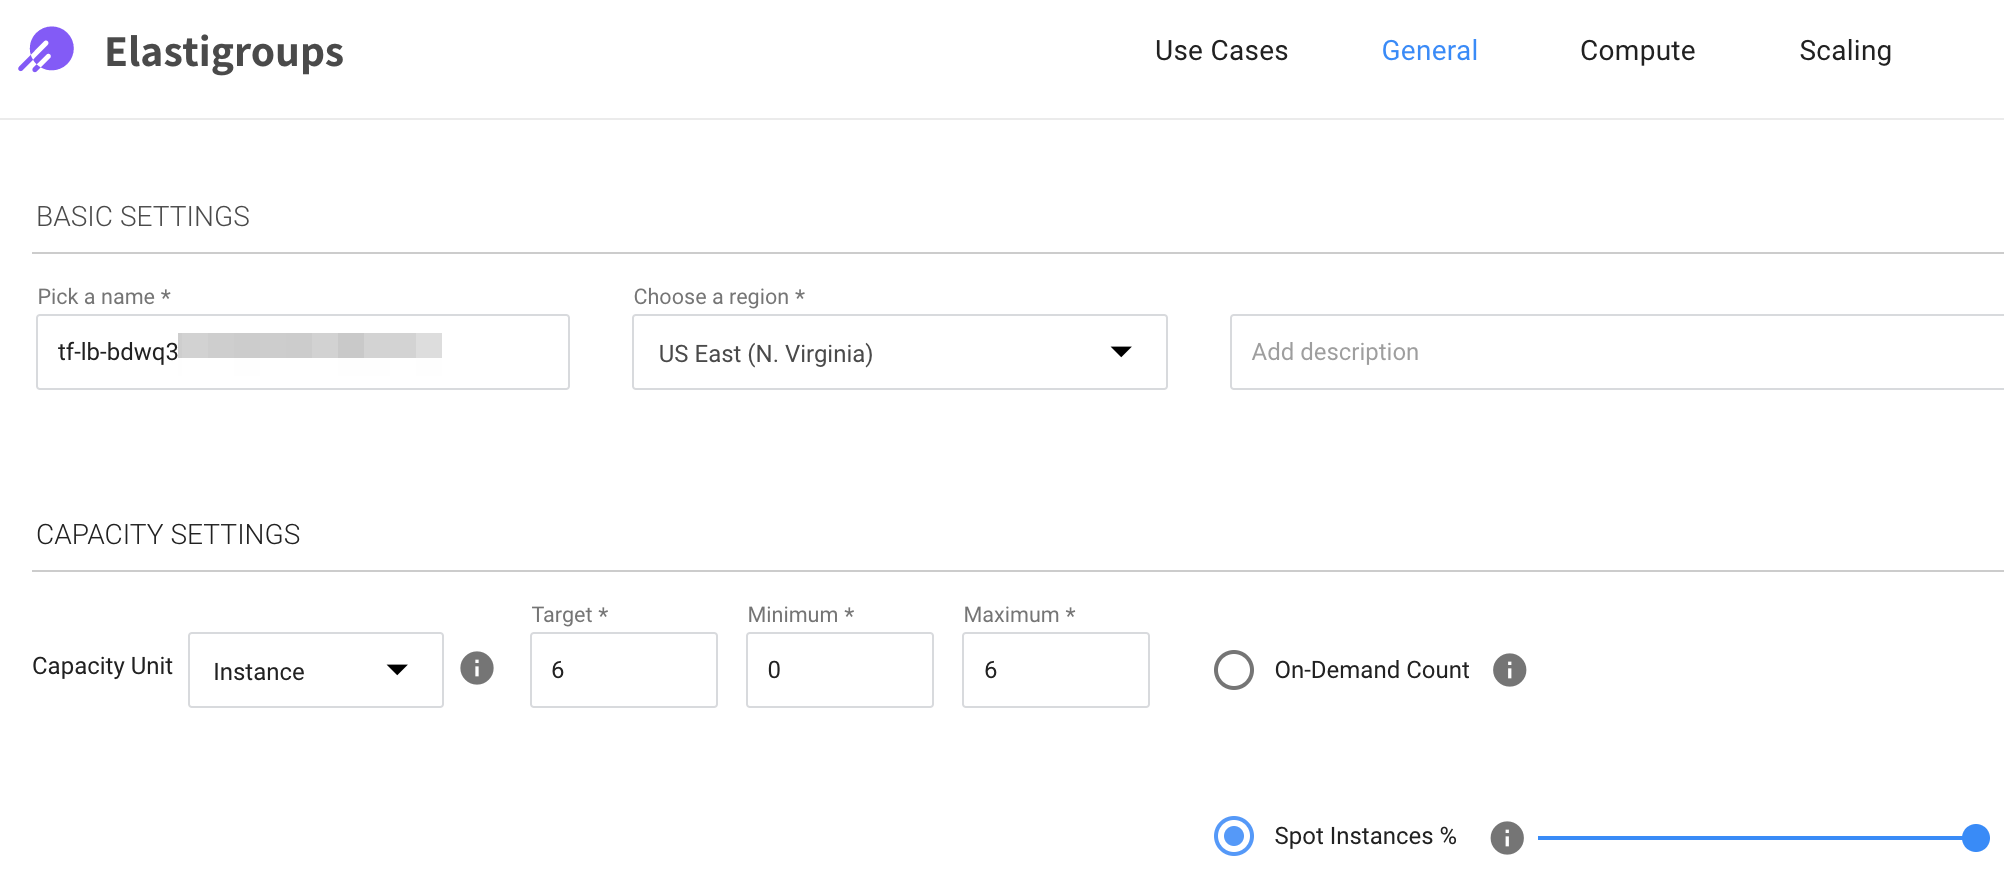 Elastigroups
Use Cases
General
Compute
Scaling
BASIC SETTINGS
Pick a name *
Choose a region *
tf-lb-bdwq3
US East (N. Virginia)
Add description
CAPACITY SETTINGS
Target *
Minimum *
Maximum *
Capacity Unit
Instance
6
0
6
On-Demand Count
Spot Instances %